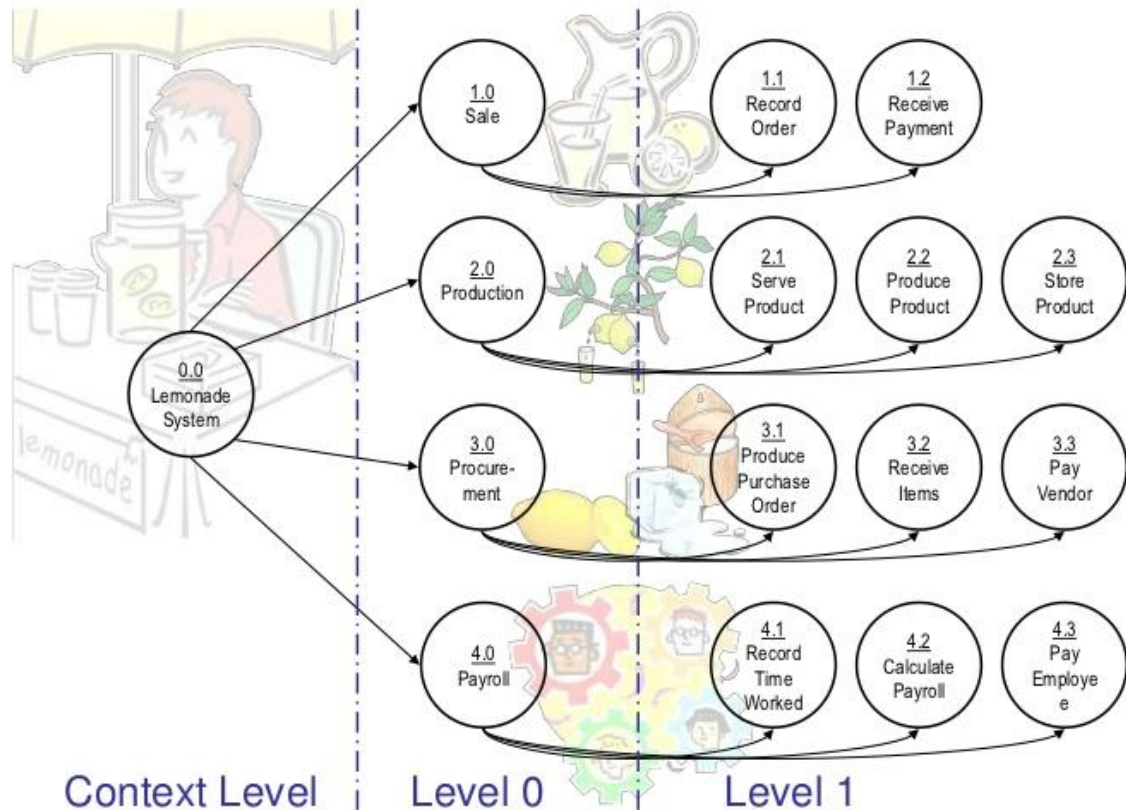 1.0
Sale
1.1
Record
Order
1.2
Receive
Payment
2.0
Production
2.1
Serve
Product
2.2
Produce
Product
2.3
Store
Product
0.0
Lemonade
System
lemonade
3.0
Procure-
ment
3.1
Produce
Purchase
Order
3.2
Receive
Items
3.3
Pay
Vendor
4.0
Payroll
4.1
Record
Time
Worked
4.2
Calculate
Payroll
4.3
Pay
Employe
e
Context Level
Level 0
Level 1